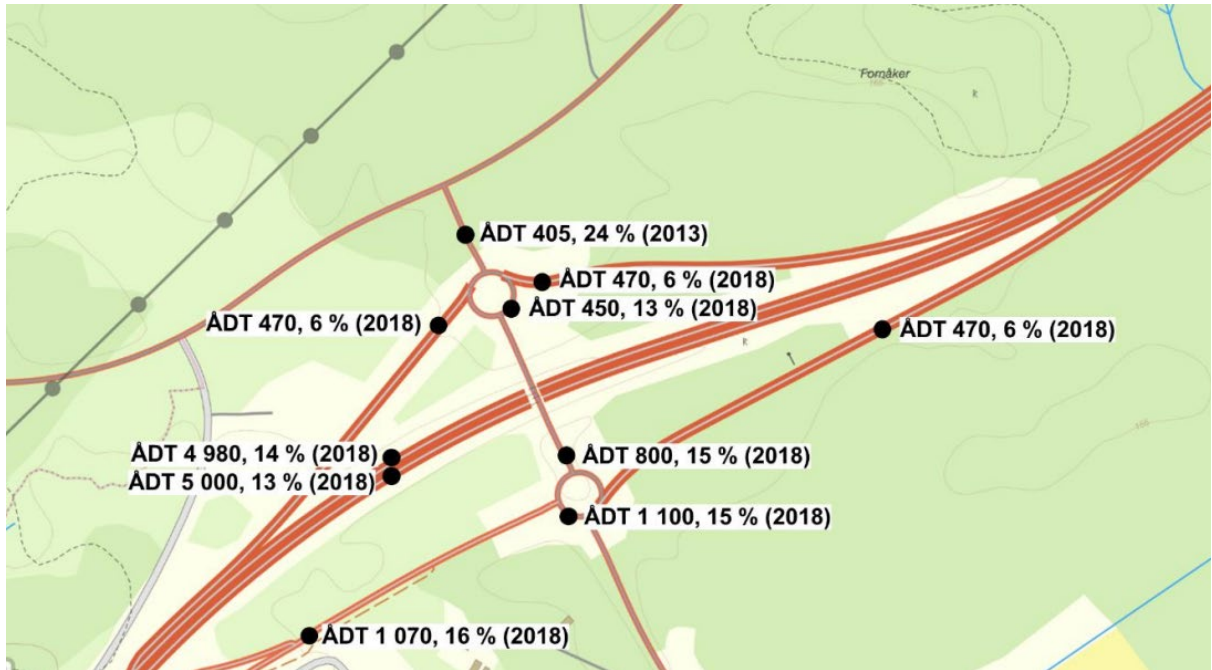 Fornåker
ÅDT 405, 24 % (2013)
ÅDT 470, 6 % (2018)
ÅDT 450, 13 % (2018)
ÅDT 470, 6 % (2018)
ÅDT 470, 6 % (2018)
ÅDT 4 980, 14 % (2018)
ÅDT 800, 15 % (2018)
ÅDT 5 000, 13 % (2018)
ÅDT 1 100, 15 % (2018)
ÅDT 1 070, 16 % (2018)